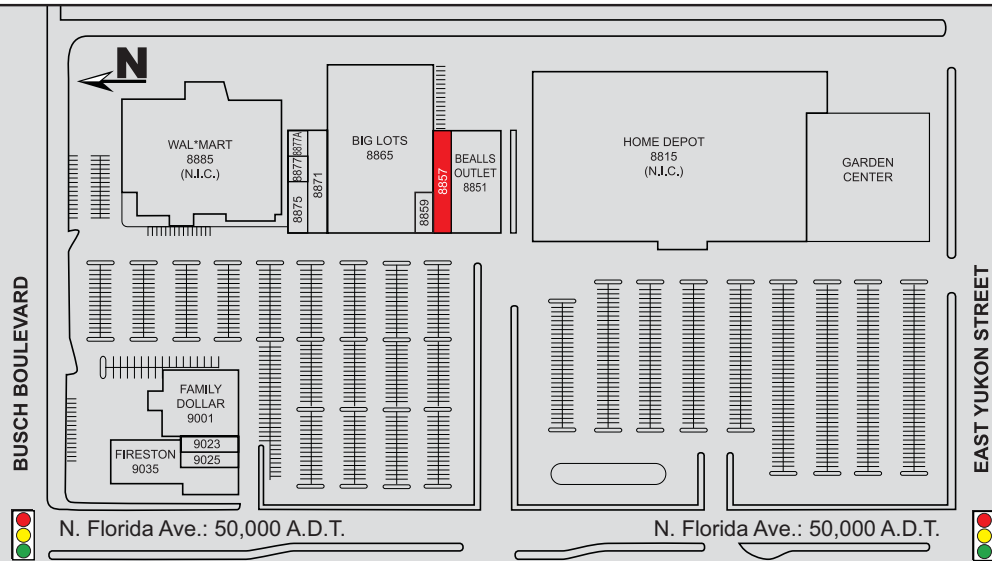 N
WAL*MART
8885
(N.I.C.)
8877A
8877
8875
8871
BIG LOTS
8865
8859
8857
BEALLS
OUTLET
8851
HOME DEPOT
8815
(N.I.C.)
GARDEN
CENTER
BUSCH BOULEVARD
EAST YUKON STREET
FAMILY
DOLLAR
9001
9023
9025
FIRESTON
9035
N. Florida Ave.: 50,000 A.D.T.
N. Florida Ave.: 50,000 A.D.T.